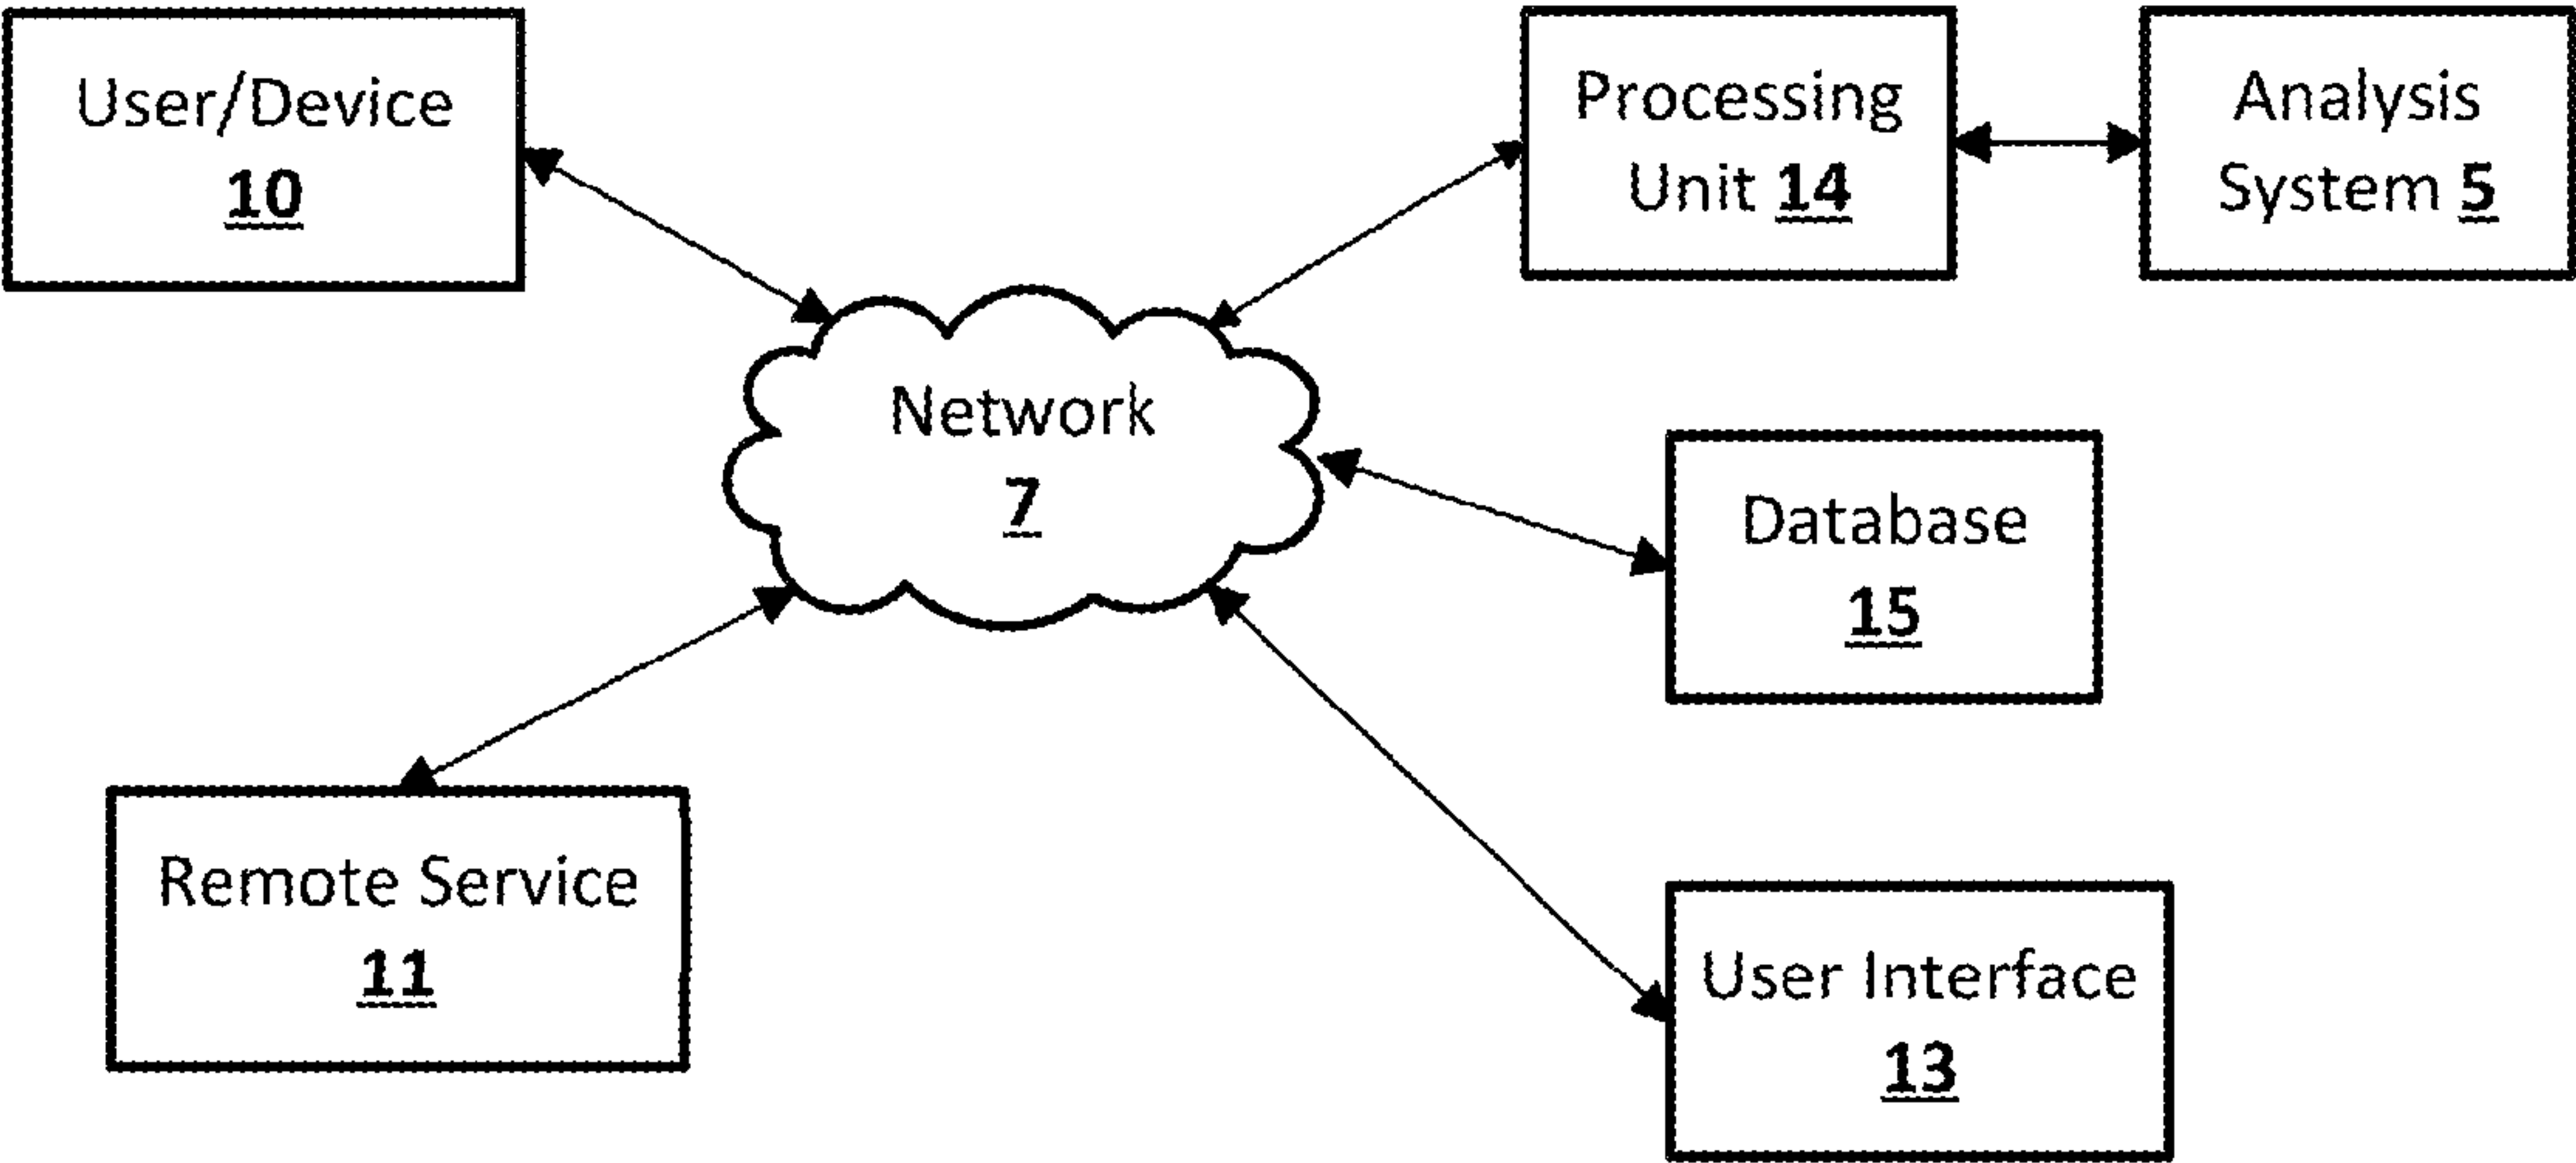 User/Device
10
Processing
Unit 14
Analysis
System 5
Network
7
Database
15
Remote Service
11
User Interface
13